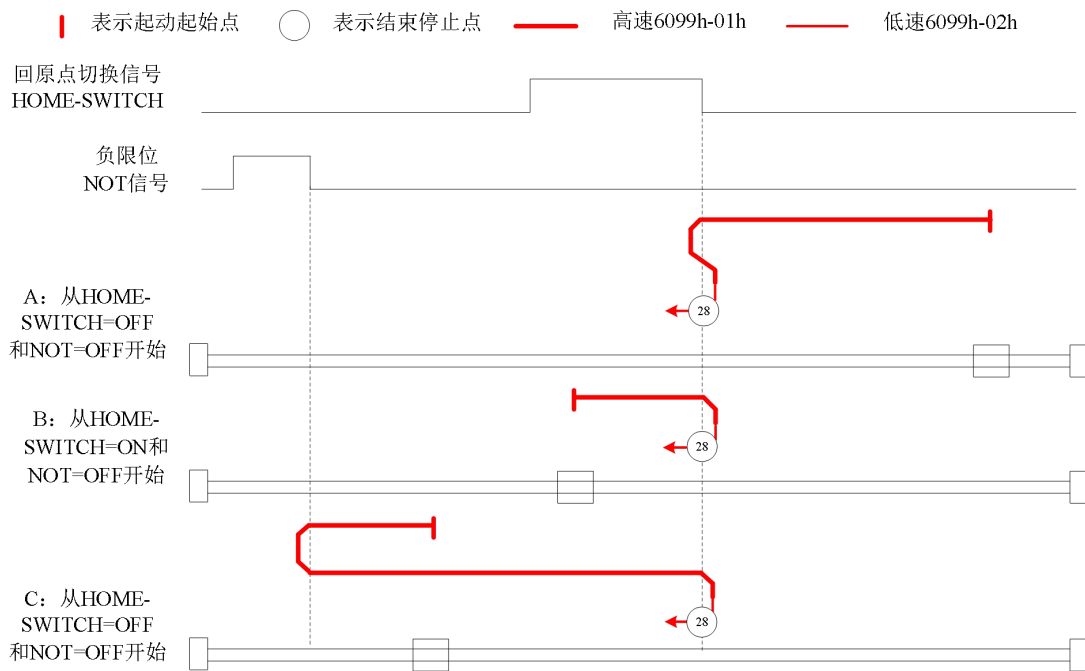 表示起动起始点 表示结束停止点 高速6099h-01h 低速6099h-02h
回原点切换信号
HOME-SWITCH
负限位
NOT信号
28
A：从HOME-
SWITCH=OFF
和NOT=OFF开始
28
B：从HOME-
SWITCH=ON和
NOT=OFF开始
28
C：从HOME-
SWITCH=OFF
和NOT=OFF开始